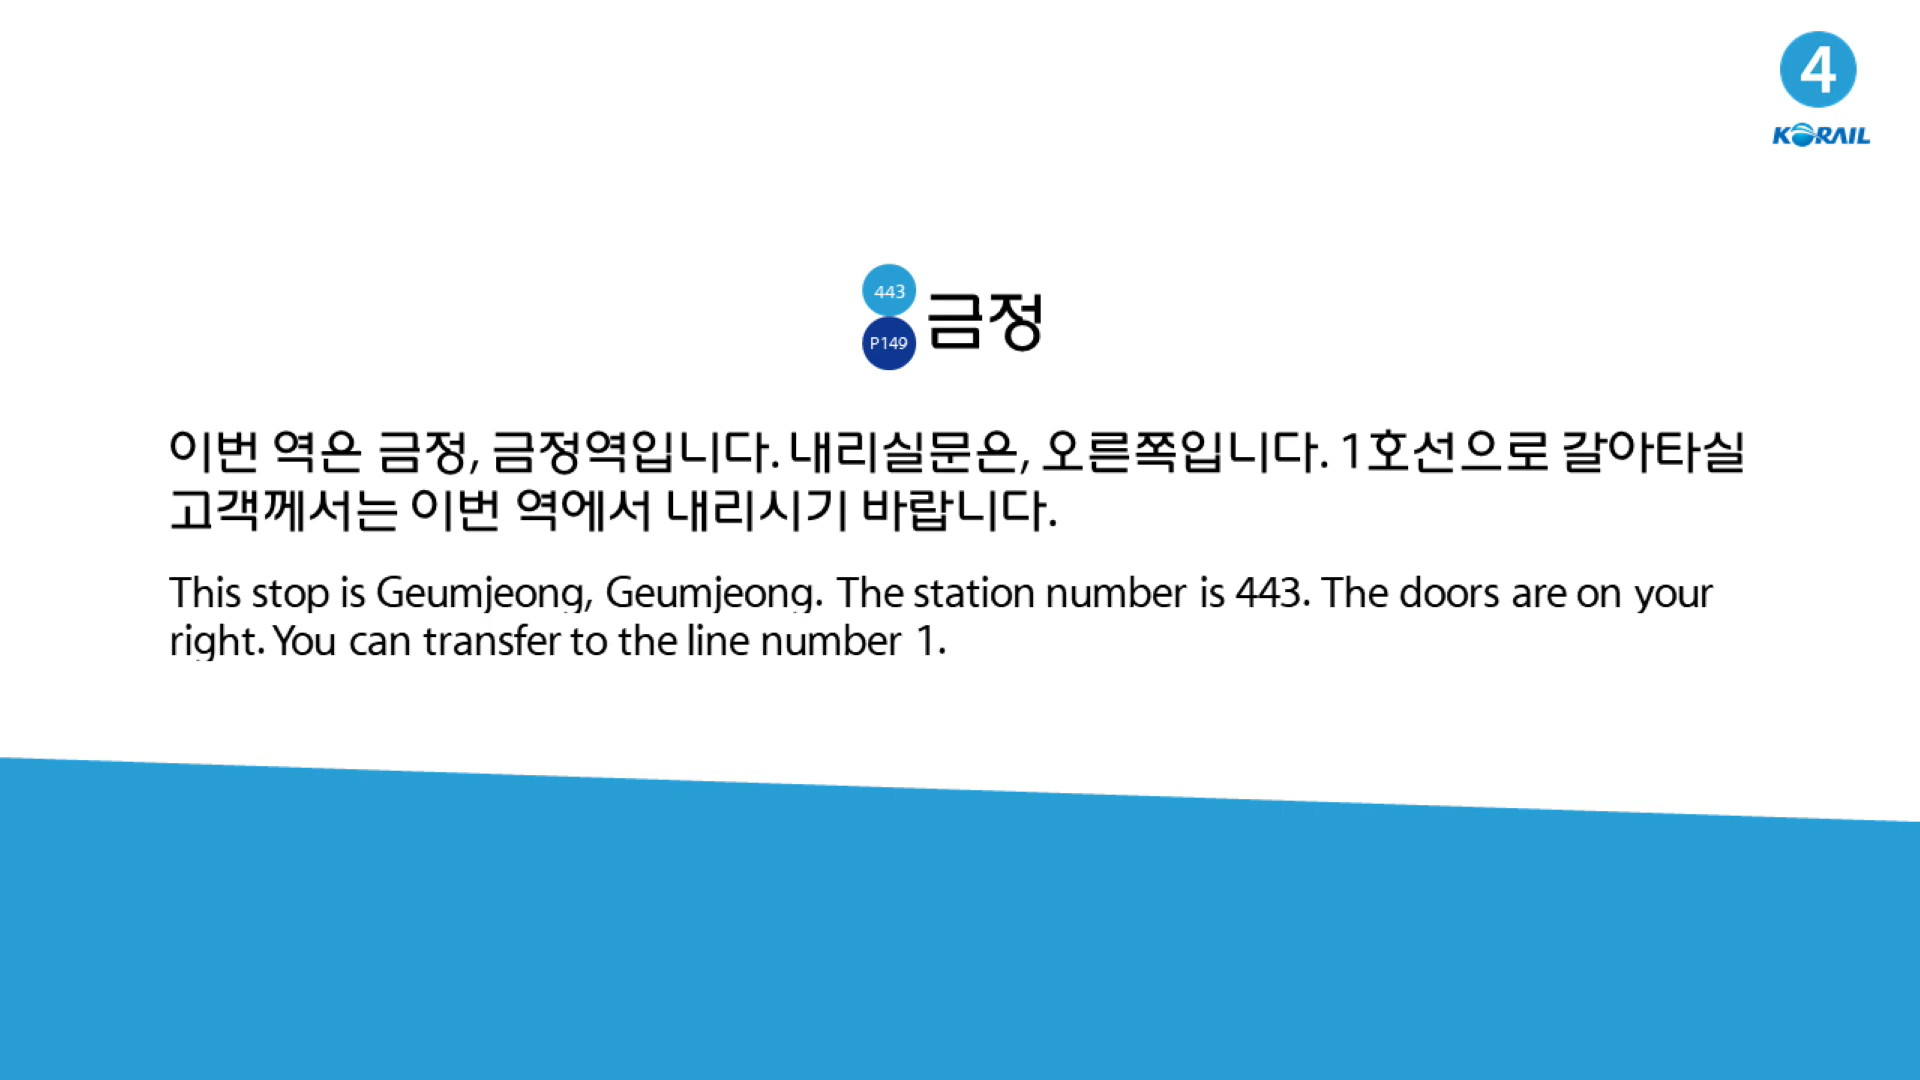 4
KORAIL
443
P149
금정
이번 역은 금정, 금정역입니다. 내리실문은, 오른쪽입니다. 1호선으로 갈아타실
고객께서는 이번 역에서 내리시기 바랍니다.
This stop is Geumjeong, Geumjeong. The station number is 443. The doors are on your
right. You can transfer to the line number 1.